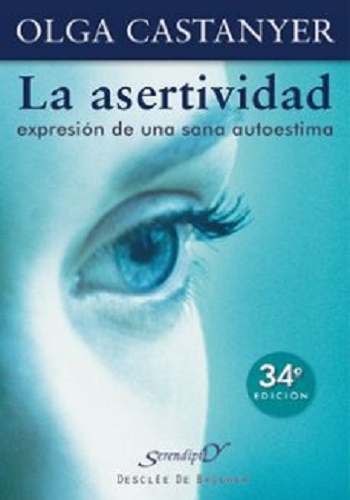 OLGA CASTANYER
La asertividad
expresión de una sana autoestima
34ª
EDICIÓN
Serendipity
DESCLÉE DE BROUWER